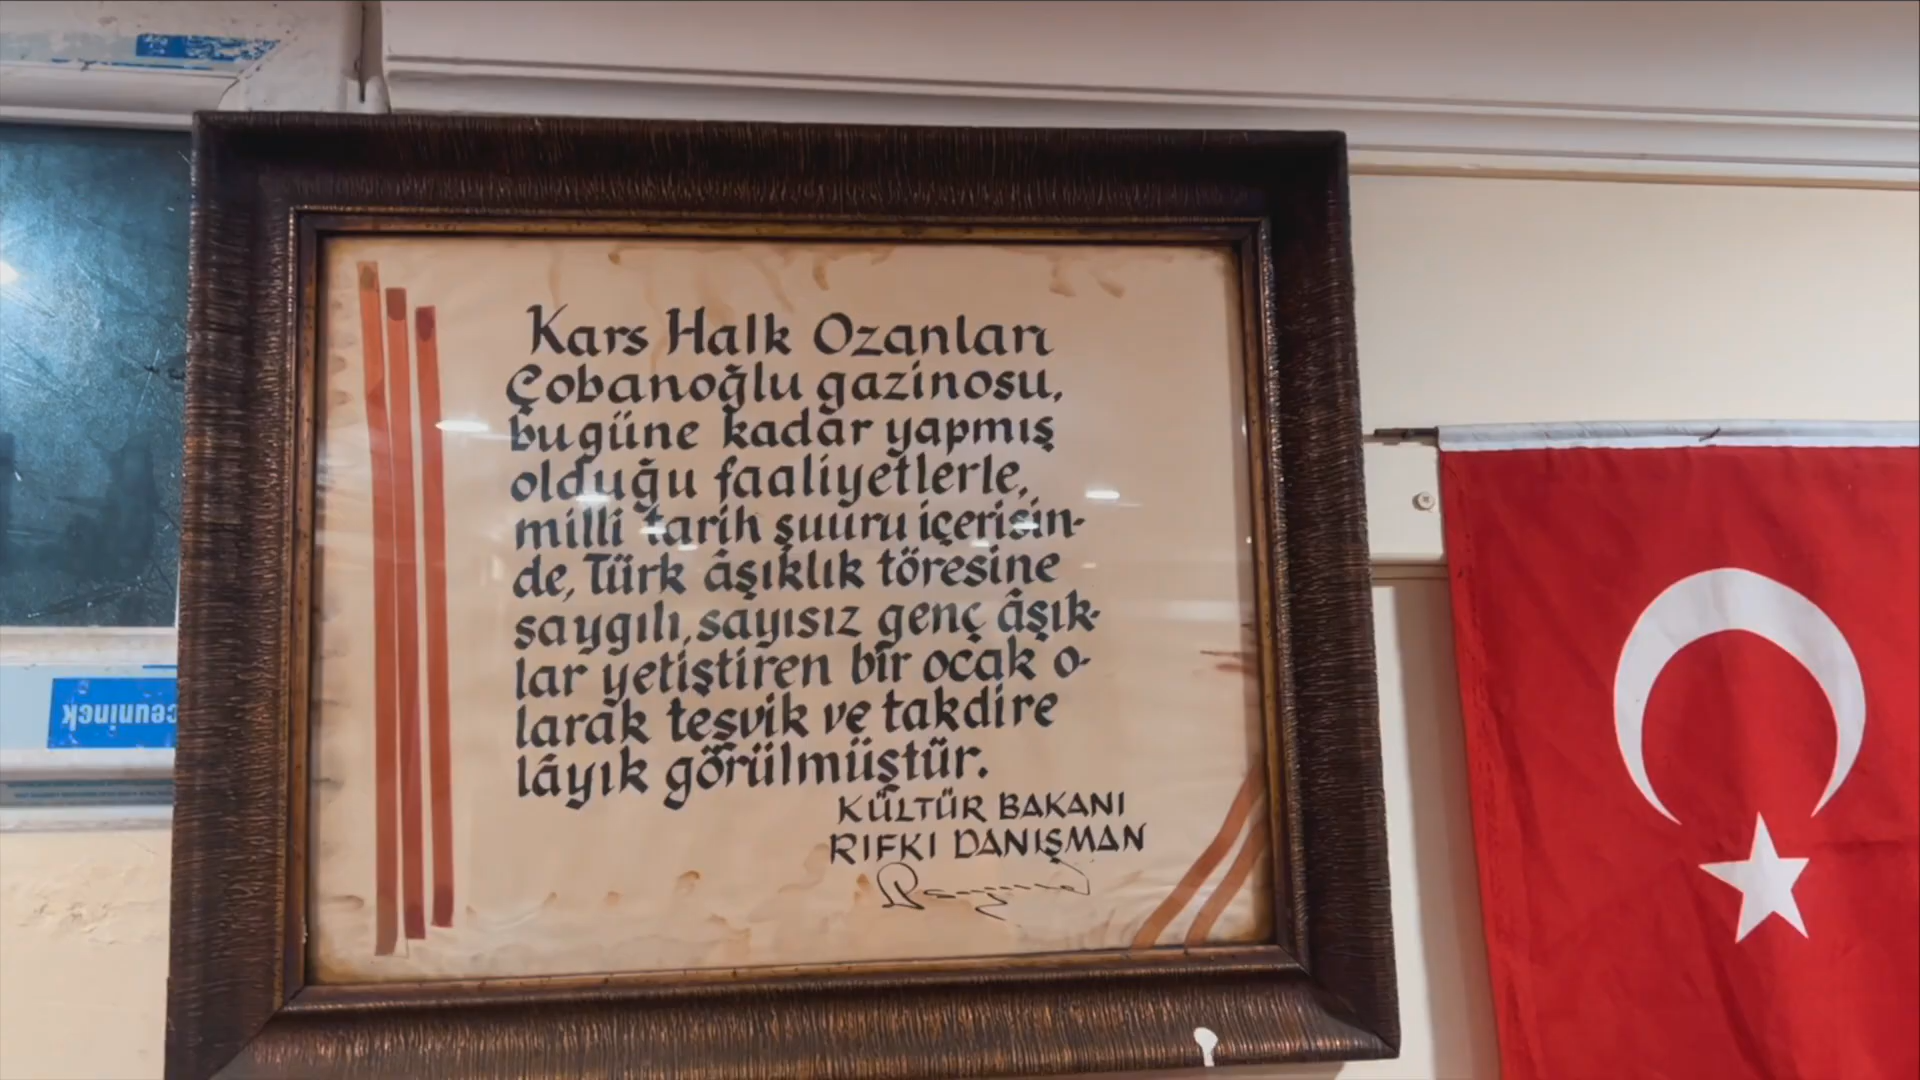 Kars Halk Ozanları
Çobanoğlu gazinosu,
bugüne kadar yapmış
olduğu faaliyetlerle,
milli tarih şuuru içerisin-
de, Türk âşıklık töresine
saygılı, sayısız genç âşık-
lar yetiştiren bir ocak o-
larak teşvik ve takdire
lâyık görülmüştür.
KÜLTÜR BAKANI
RIFKI DANIŞMAN
ceuninck